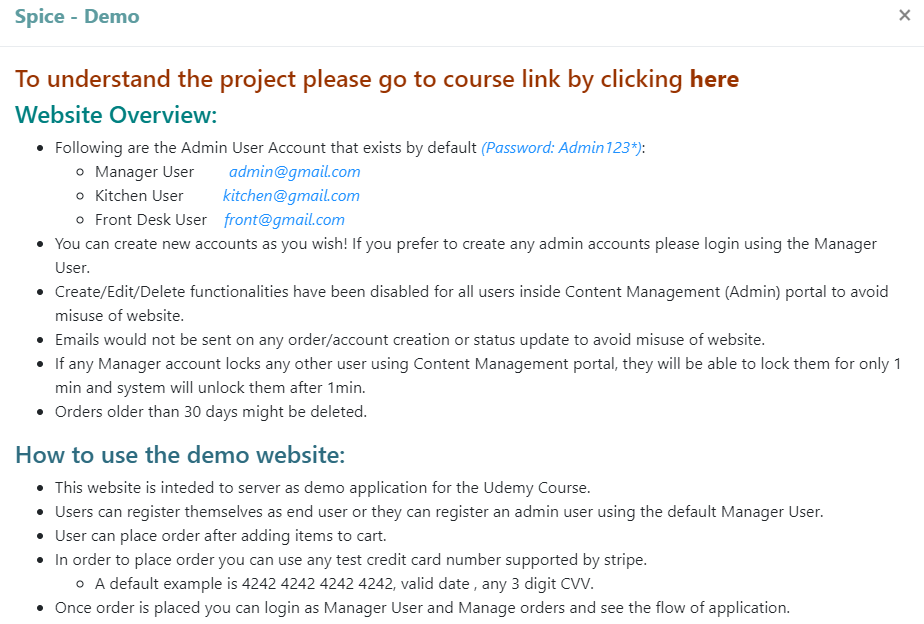 Spice - Demo ×
To understand the project please go to course link by clicking here
Website Overview:
• Following are the Admin User Account that exists by default (Password: Admin123*):
○ Manager User admin@gmail.com
○ Kitchen User kitchen@gmail.com
○ Front Desk User front@gmail.com
• You can create new accounts as you wish! If you prefer to create any admin accounts please login using the Manager
User.
• Create/Edit/Delete functionalities have been disabled for all users inside Content Management (Admin) portal to avoid
misuse of website.
• Emails would not be sent on any order/account creation or status update to avoid misuse of website.
• If any Manager account locks any other user using Content Management portal, they will be able to lock them for only 1
min and system will unlock them after 1min.
• Orders older than 30 days might be deleted.
How to use the demo website:
• This website is inteded to server as demo application for the Udemy Course.
• Users can register themselves as end user or they can register an admin user using the default Manager User.
• User can place order after adding items to cart.
• In order to place order you can use any test credit card number supported by stripe.
○ A default example is 4242 4242 4242 4242, valid date , any 3 digit CVV.
• Once order is placed you can login as Manager User and Manage orders and see the flow of application.